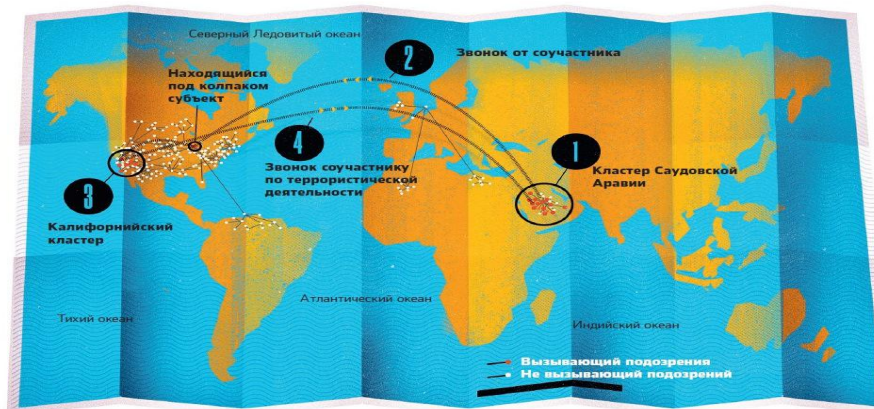 Северный Ледовитый океан
2
Звонок от соучастника
Находящийся
под колпаком
субъект
4
Звонок соучастнику
по террористической
деятельности
1
Кластер Саудовской
Аравии
3
Калифорнийский
кластер
Атлантический океан
Тихий океан
Индийский океан
Вызывающий подозрения
Не вызывающий подозрений